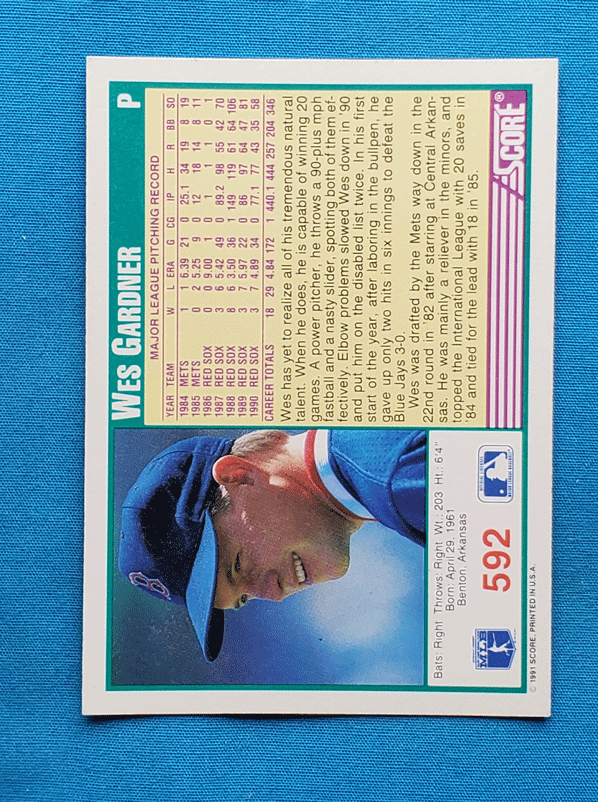 WES GARDNER P
MAJOR LEAGUE PITCHING RECORD
YEAR TEAM W L ERA G CG IP H R BB SO
1984 METS 1 1 6.39 21 0 25.1 34 19 8 19
1985 METS 0 2 5.25 9 0 12 18 14 8 11
1986 RED SOX 0 0 9.00 1 0 1 1 1 0 1
1987 RED SOX 3 6 5.42 49 0 89.2 98 55 42 70
1988 RED SOX 8 6 3.50 36 1 149 119 61 64 106
1989 RED SOX 3 7 5.97 22 0 86 97 64 47 81
1990 RED SOX 3 7 4.89 34 0 77.1 77 43 35 58
CAREER TOTALS 18 29 4.84 172 1 440.1 444 257 204 346
Wes has yet to realize all of his tremendous natural
talent. When he does, he is capable of winning 20
games. A power pitcher, he throws a 90-plus mph
fastball and a nasty slider, spotting both of them ef-
fectively. Elbow problems slowed Wes down in '90
and put him on the disabled list twice. In his first
start of the year, after laboring in the bullpen, he
gave up only two hits in six innings to defeat the
Blue Jays 3-0.
Wes was drafted by the Mets way down in the
22nd round in '82 after starring at Central Arkan-
sas. He was mainly a reliever in the minors, and
topped the International League with 20 saves in
'84 and tied for the lead with 18 in '85.
SCORE®
B
Bats: Right Throws: Right Wt.: 203 Ht.: 6'4"
Born: April 29, 1961
Benton, Arkansas
592
© 1991 SCORE, PRINTED IN U.S.A.